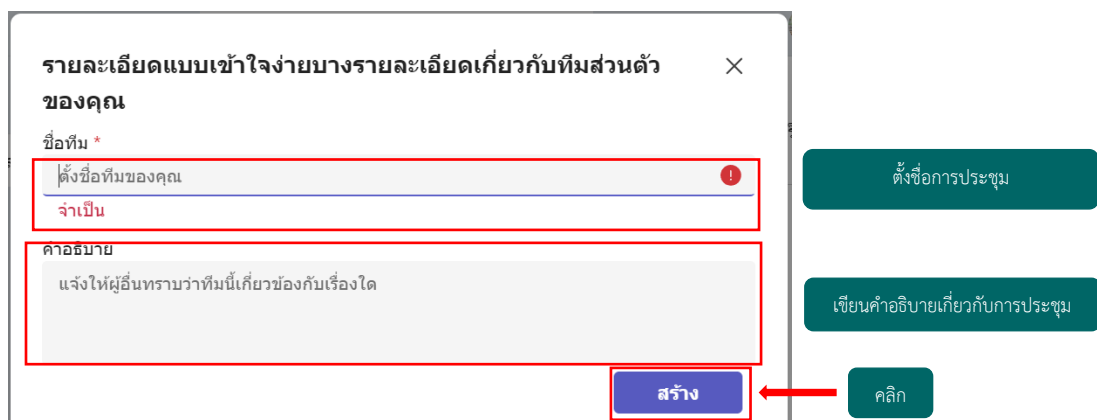 รายละเอียดแบบเข้าใจง่ายบางรายละเอียดเกี่ยวกับทีมส่วนตัว
ของคุณ
ชื่อทีม *
ตั้งชื่อทีมของคุณ
จำเป็น
ตั้งชื่อการประชุม
คำอธิบาย
แจ้งให้ผู้อื่นทราบว่าทีมนี้เกี่ยวข้องกับเรื่องใด
เขียนคำอธิบายเกี่ยวกับการประชุม
สร้าง
คลิก